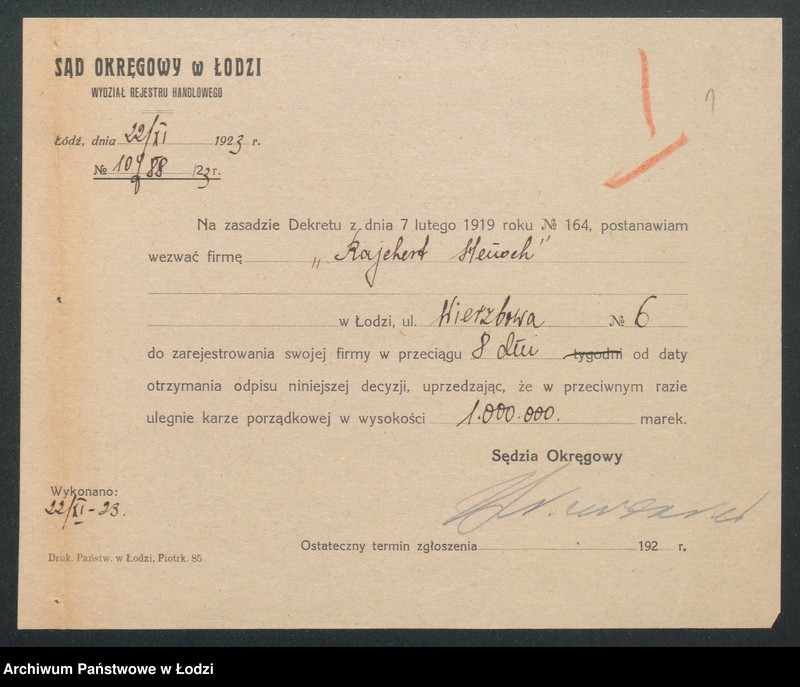 SĄD OKRĘGOWY w ŁODZI
WYDZIAŁ REJESTRU HANDLOWEGO
Łódź, dnia 22/XI 1923 r.
№ 10988 /23 r.
1
Na zasadzie Dekretu z dnia 7 lutego 1919 roku № 164, postanawiam
wezwać firmę „Rajchert Henoch"
w Łodzi, ul. Wierzbowa № 6
do zarejestrowania swojej firmy w przeciągu 8 dni tygodni od daty
otrzymania odpisu niniejszej decyzji, uprzedzając, że w przeciwnym razie
ulegnie karze porządkowej w wysokości 1.000.000. marek.
Sędzia Okręgowy
Wykonano:
22/XI-23.
Ostateczny termin zgłoszenia 192 r.
Druk. Państw. w Łodzi, Piotrk. 85
Archiwum Państwowe w Łodzi